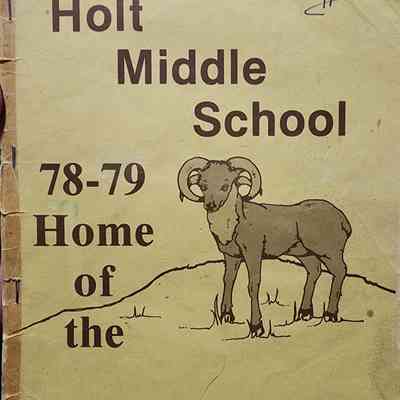 Holt
Middle
School
78-79
Home
of
the